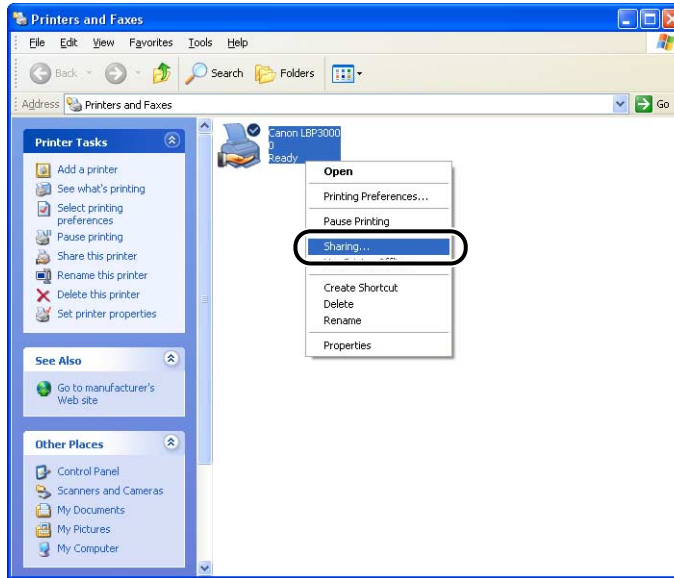 Printers and Faxes
File Edit View Favorites Tools Help
Back Search Folders
Address Printers and Faxes Go
Printer Tasks
Add a printer
See what's printing
Select printing
preferences
Pause printing
Share this printer
Rename this printer
Delete this printer
Set printer properties
See Also
Go to manufacturer's
Web site
Other Places
Control Panel
Scanners and Cameras
My Documents
My Pictures
My Computer
Canon LBP3000
0
Ready
Open
Printing Preferences...
Pause Printing
Sharing...
Create Shortcut
Delete
Rename
Properties